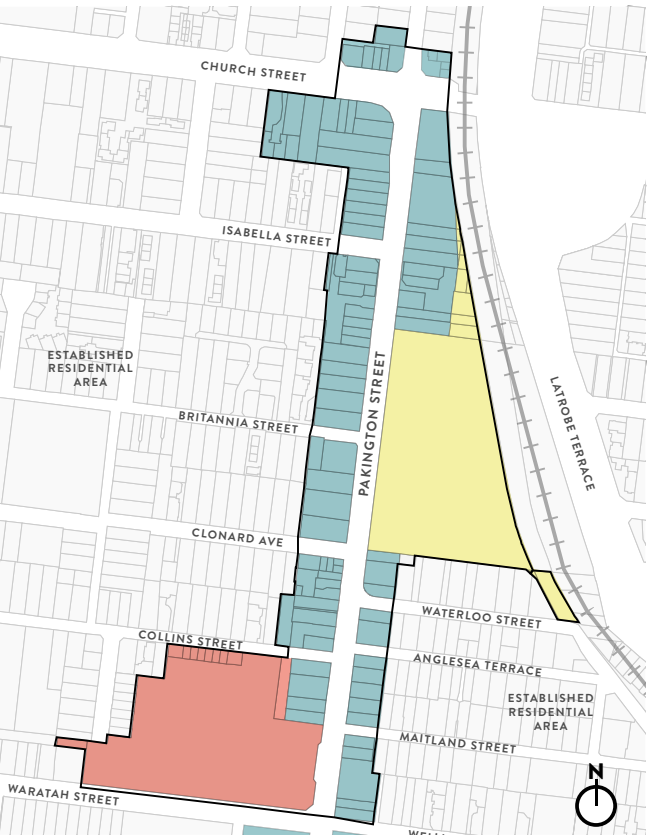 CHURCH STREET
ISABELLA STREET
ESTABLISHED
RESIDENTIAL
AREA
PAKINGTON STREET
LATROBE TERRACE
BRITANNIA STREET
CLONARD AVE
WATERLOO STREET
COLLINS STREET
ANGLESEA TERRACE
ESTABLISHED
RESIDENTIAL
AREA
MAITLAND STREET
N
WARATAH STREET